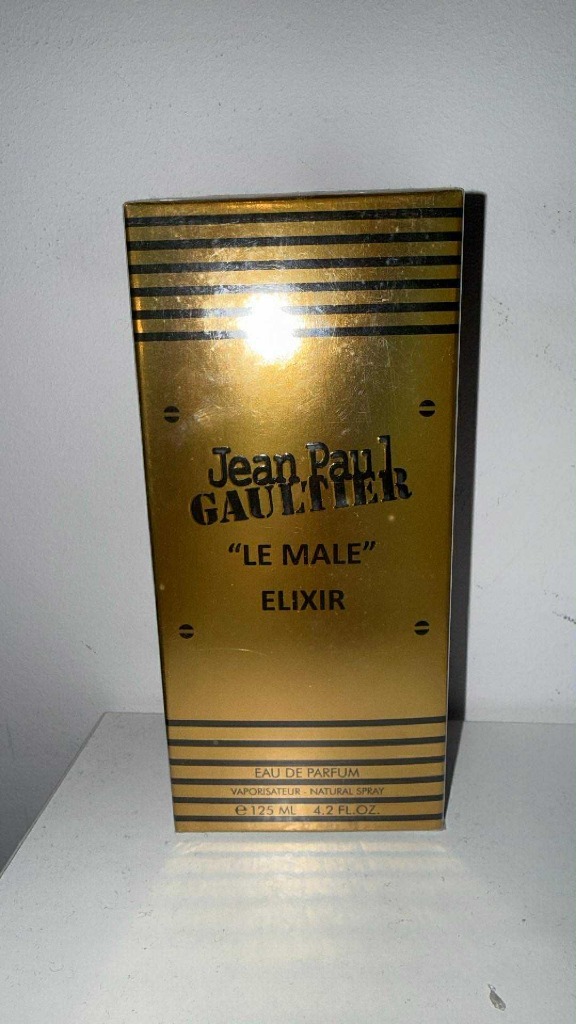 Jean Paul
GAULTIER
“LE MALE”
ELIXIR
EAU DE PARFUM
VAPORISATEUR - NATURAL SPRAY
℮ 125 ML 4.2 FL.OZ.